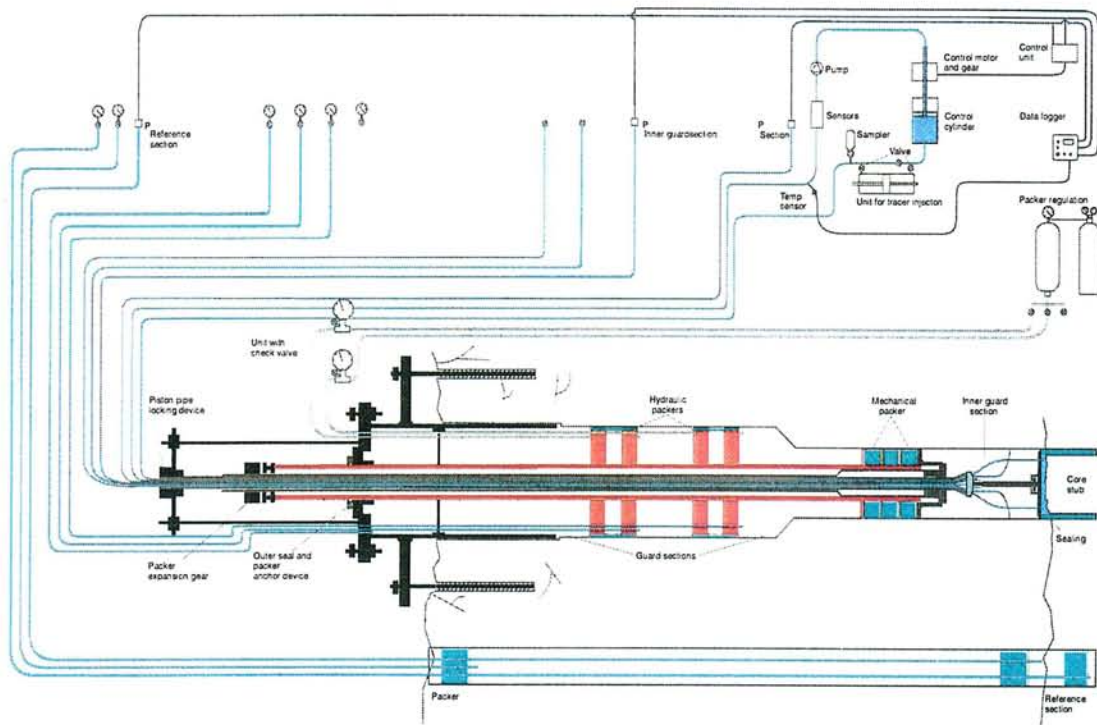 Control
unit
Control motor
and gear
Pump
P
Reference
section
P
Inner guardsection
P
Section
Sensors
Sampler
Control
cylinder
Data logger
Valve
Temp
sensor
Unit for tracer injection
Packer regulation
Unit with
check valve
Piston pipe
locking device
Hydraulic
packers
Mechanical
packer
Inner guard
section
Core
stub
Packer
expansion gear
Outer seal and
packer
anchor device
Guard sections
Sealing
Packer
Reference
section